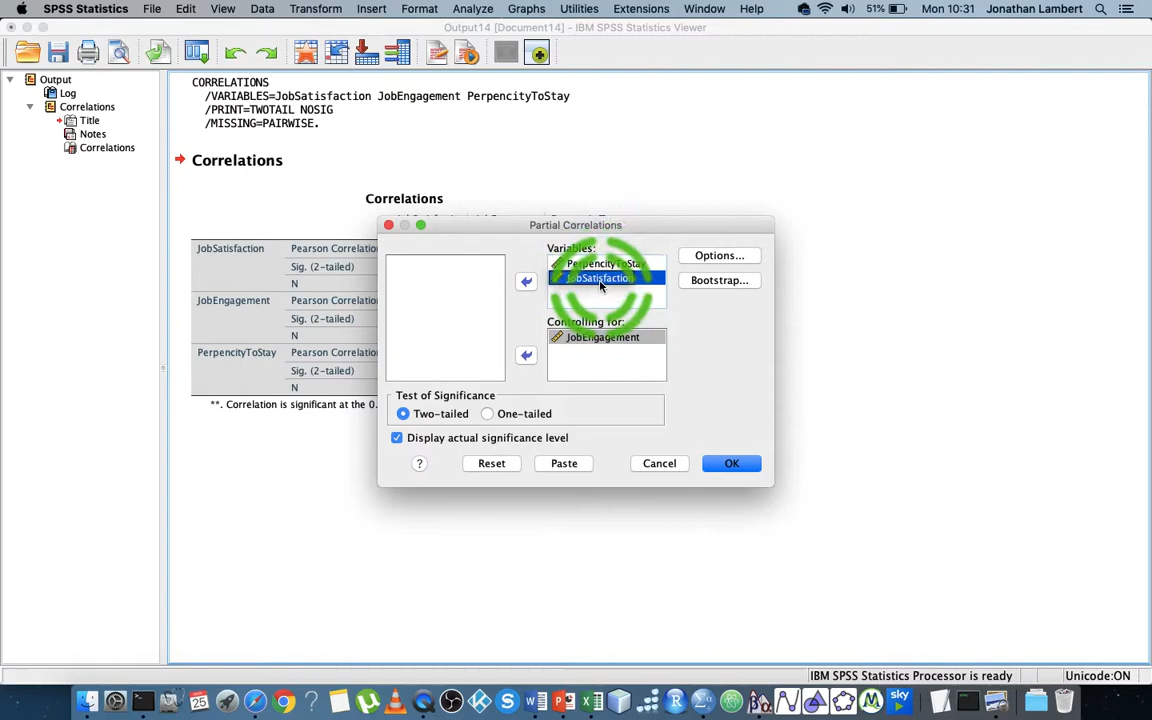 SPSS Statistics File Edit View Data Transform Insert Format Analyze Graphs Utilities Extensions Window Help 51% Mon 10:31 Jonathan Lambert
Output14 [Document14] - IBM SPSS Statistics Viewer
Output
Log
Correlations
Title
Notes
Correlations
CORRELATIONS
/VARIABLES=JobSatisfaction JobEngagement PerpencityToStay
/PRINT=TWOTAIL NOSIG
/MISSING=PAIRWISE.
Correlations
Correlations
JobSatisfaction Pearson Correlatio
Sig. (2-tailed)
N
JobEngagement Pearson Correlatio
Sig. (2-tailed)
N
PerpencityToStay Pearson Correlatio
Sig. (2-tailed)
N
**. Correlation is significant at the 0.
Partial Correlations
Variables:
PerpencityToStay
JobSatisfaction
Options...
Bootstrap...
Controlling for:
JobEngagement
Test of Significance
Two-tailed One-tailed
Display actual significance level
? Reset Paste Cancel OK
IBM SPSS Statistics Processor is ready Unicode:ON